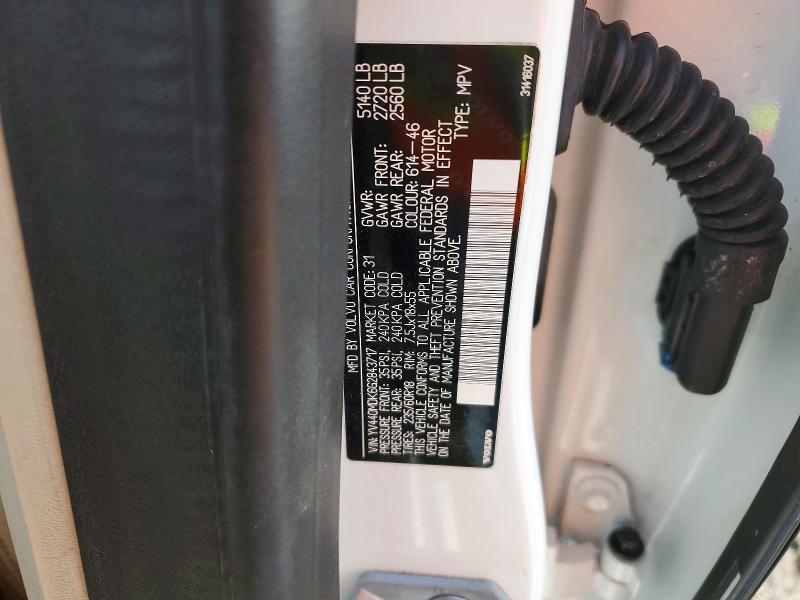 MFD BY VOLVO CAR CORPORATION
GVWR: 5140 LB
GAWR FRONT: 2720 LB
GAWR REAR: 2560 LB
VIN: YV440MDK6G2843717 MARKET CODE: 31
PRESSURE FRONT: 35PSI, 240KPA COLD
PRESSURE REAR: 35PSI, 240KPA COLD COLOUR: 614-46
TIRES: 235/60R18 RIM: 7.5Jx18x55
THIS VEHICLE CONFORMS TO ALL APPLICABLE FEDERAL MOTOR
VEHICLE SAFETY AND THEFT PREVENTION STANDARDS IN EFFECT
ON THE DATE OF MANUFACTURE SHOWN ABOVE. TYPE: MPV
VOLVO 31416037